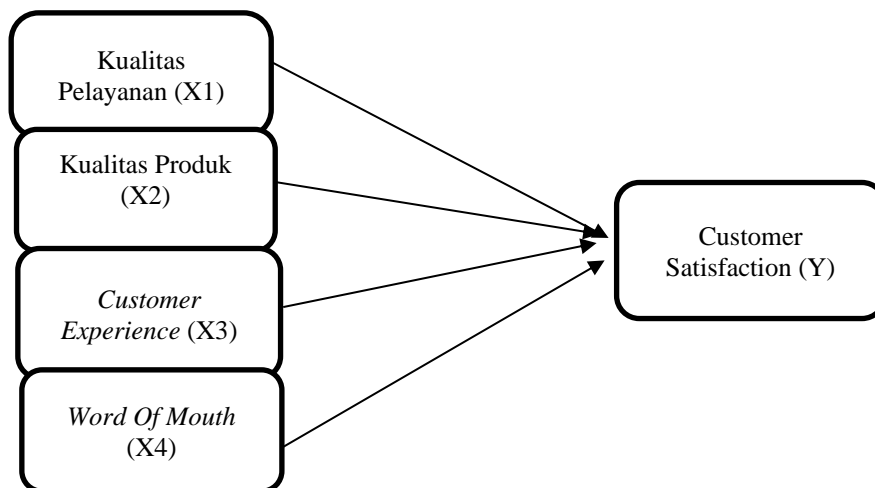 Kualitas
Pelayanan (X1)
Kualitas Produk
(X2)
Customer
Experience (X3)
Word Of Mouth
(X4)
Customer
Satisfaction (Y)